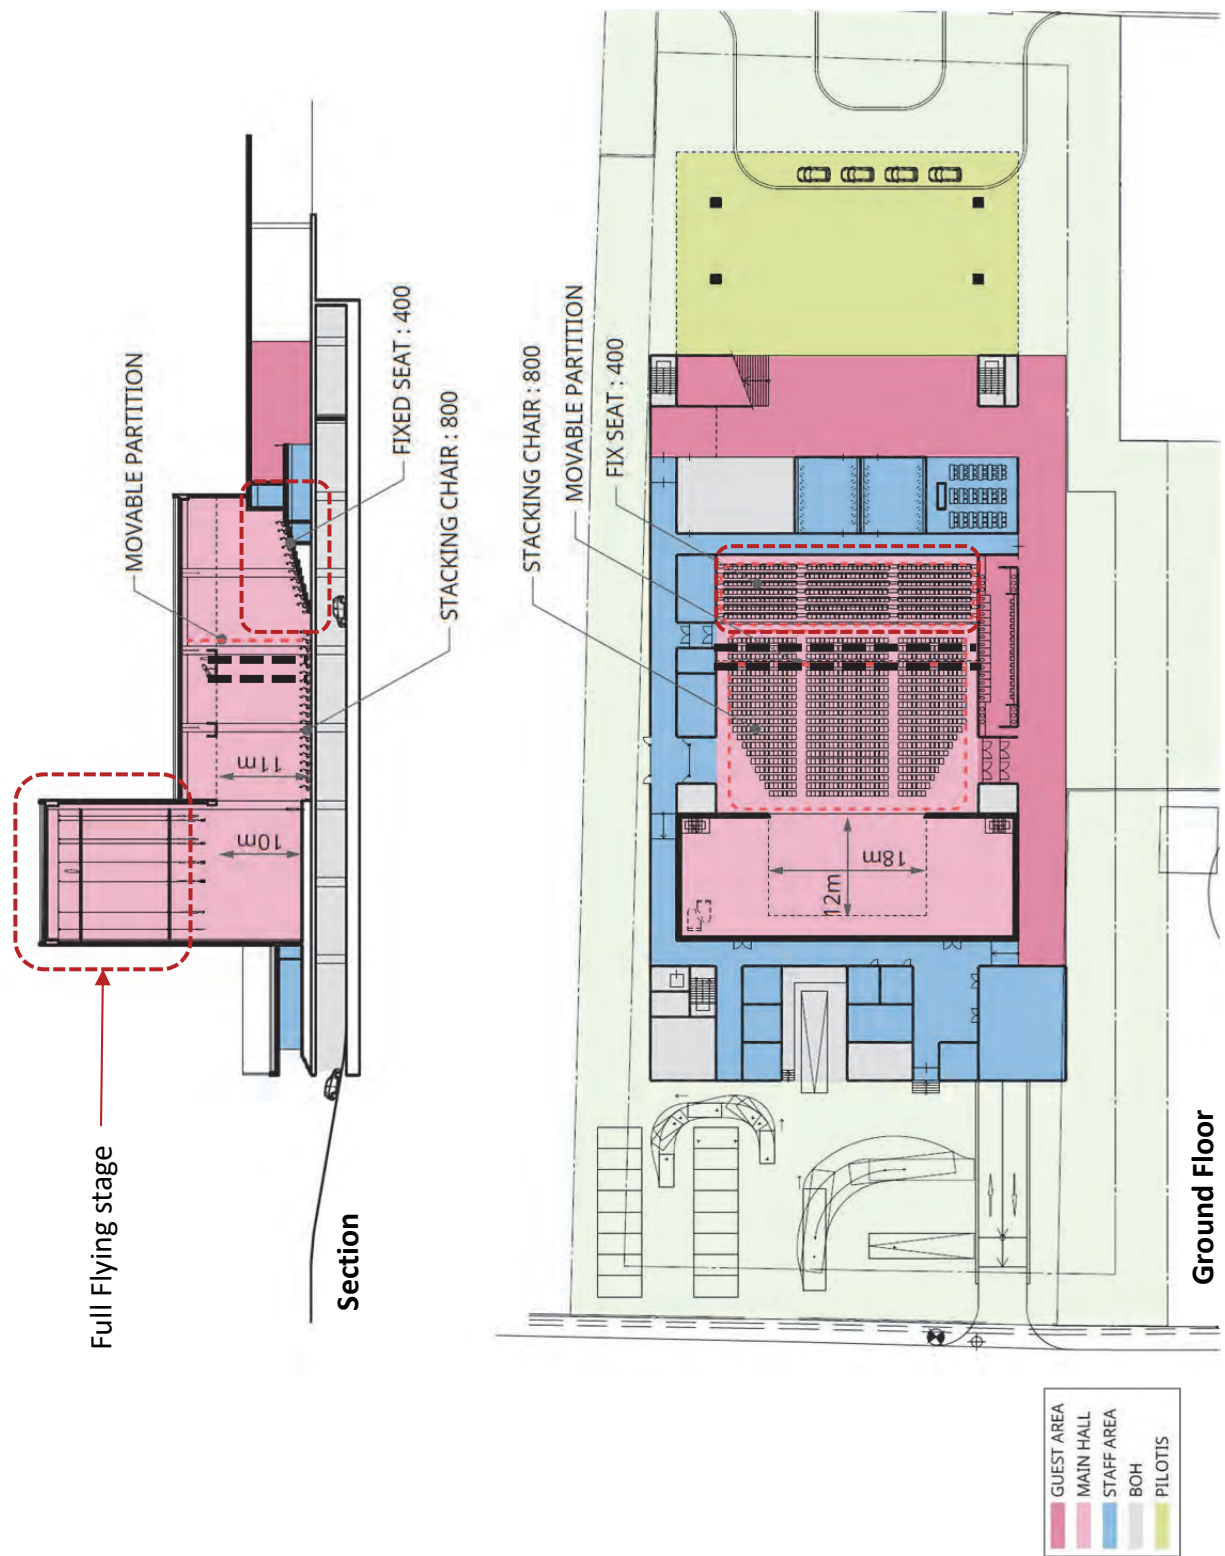 Full Flying stage
MOVABLE PARTITION
11m
10m
FIXED SEAT : 400
STACKING CHAIR : 800
Section
STACKING CHAIR : 800
MOVABLE PARTITION
FIX SEAT : 400
18m
12m
Ground Floor
GUEST AREA
MAIN HALL
STAFF AREA
BOH
PILOTIS